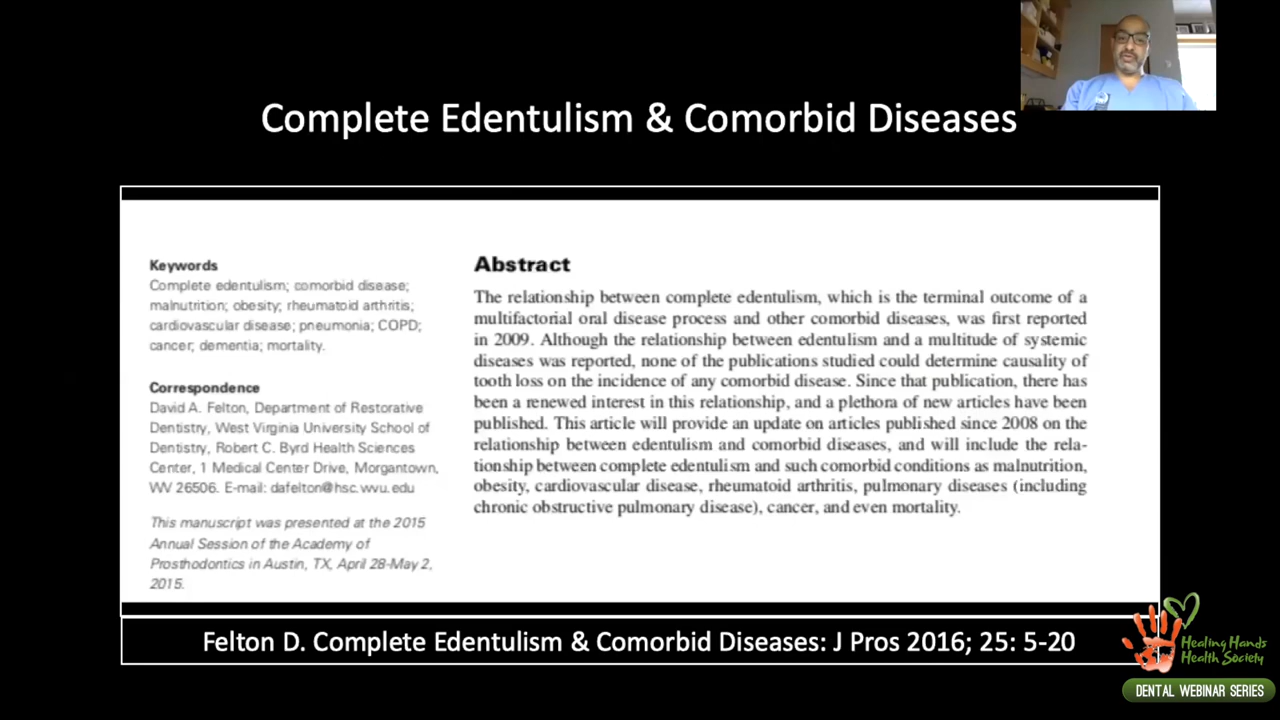 Complete Edentulism & Comorbid Diseases
Keywords
Complete edentulism; comorbid disease;
malnutrition; obesity; rheumatoid arthritis;
cardiovascular disease; pneumonia; COPD;
cancer; dementia; mortality.
Correspondence
David A. Felton, Department of Restorative
Dentistry, West Virginia University School of
Dentistry, Robert C. Byrd Health Sciences
Center, 1 Medical Center Drive, Morgantown,
WV 26506. E-mail: dafelton@hsc.wvu.edu
This manuscript was presented at the 2015
Annual Session of the Academy of
Prosthodontics in Austin, TX, April 28-May 2,
2015.
Abstract
The relationship between complete edentulism, which is the terminal outcome of a
multifactorial oral disease process and other comorbid diseases, was first reported
in 2009. Although the relationship between edentulism and a multitude of systemic
diseases was reported, none of the publications studied could determine causality of
tooth loss on the incidence of any comorbid disease. Since that publication, there has
been a renewed interest in this relationship, and a plethora of new articles have been
published. This article will provide an update on articles published since 2008 on the
relationship between edentulism and comorbid diseases, and will include the rela-
tionship between complete edentulism and such comorbid conditions as malnutrition,
obesity, cardiovascular disease, rheumatoid arthritis, pulmonary diseases (including
chronic obstructive pulmonary disease), cancer, and even mortality.
Felton D. Complete Edentulism & Comorbid Diseases: J Pros 2016; 25: 5-20
Healing Hands
Health Society
DENTAL WEBINAR SERIES